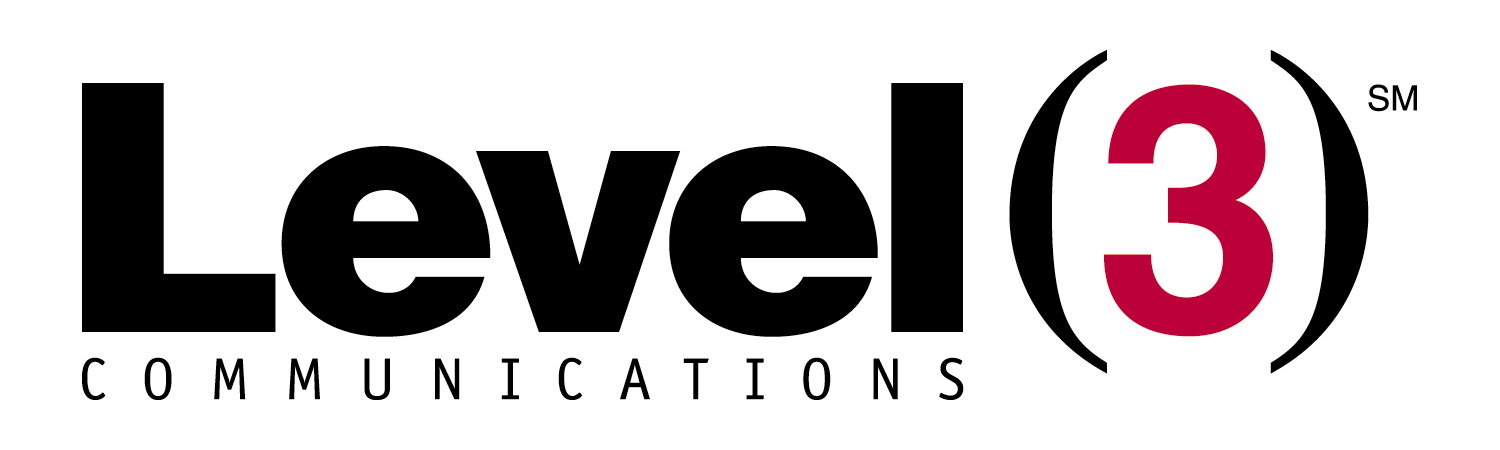 Level (3) SM
COMMUNICATIONS